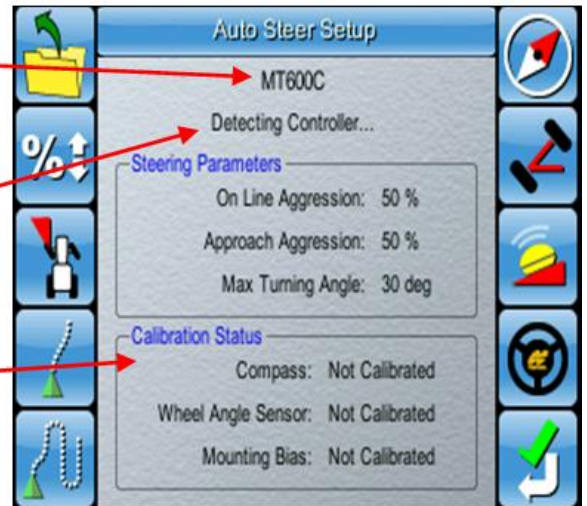 Auto Steer Setup
MT600C
Detecting Controller...
Steering Parameters
On Line Aggression: 50 %
Approach Aggression: 50 %
Max Turning Angle: 30 deg
Calibration Status
Compass: Not Calibrated
Wheel Angle Sensor: Not Calibrated
Mounting Bias: Not Calibrated
%